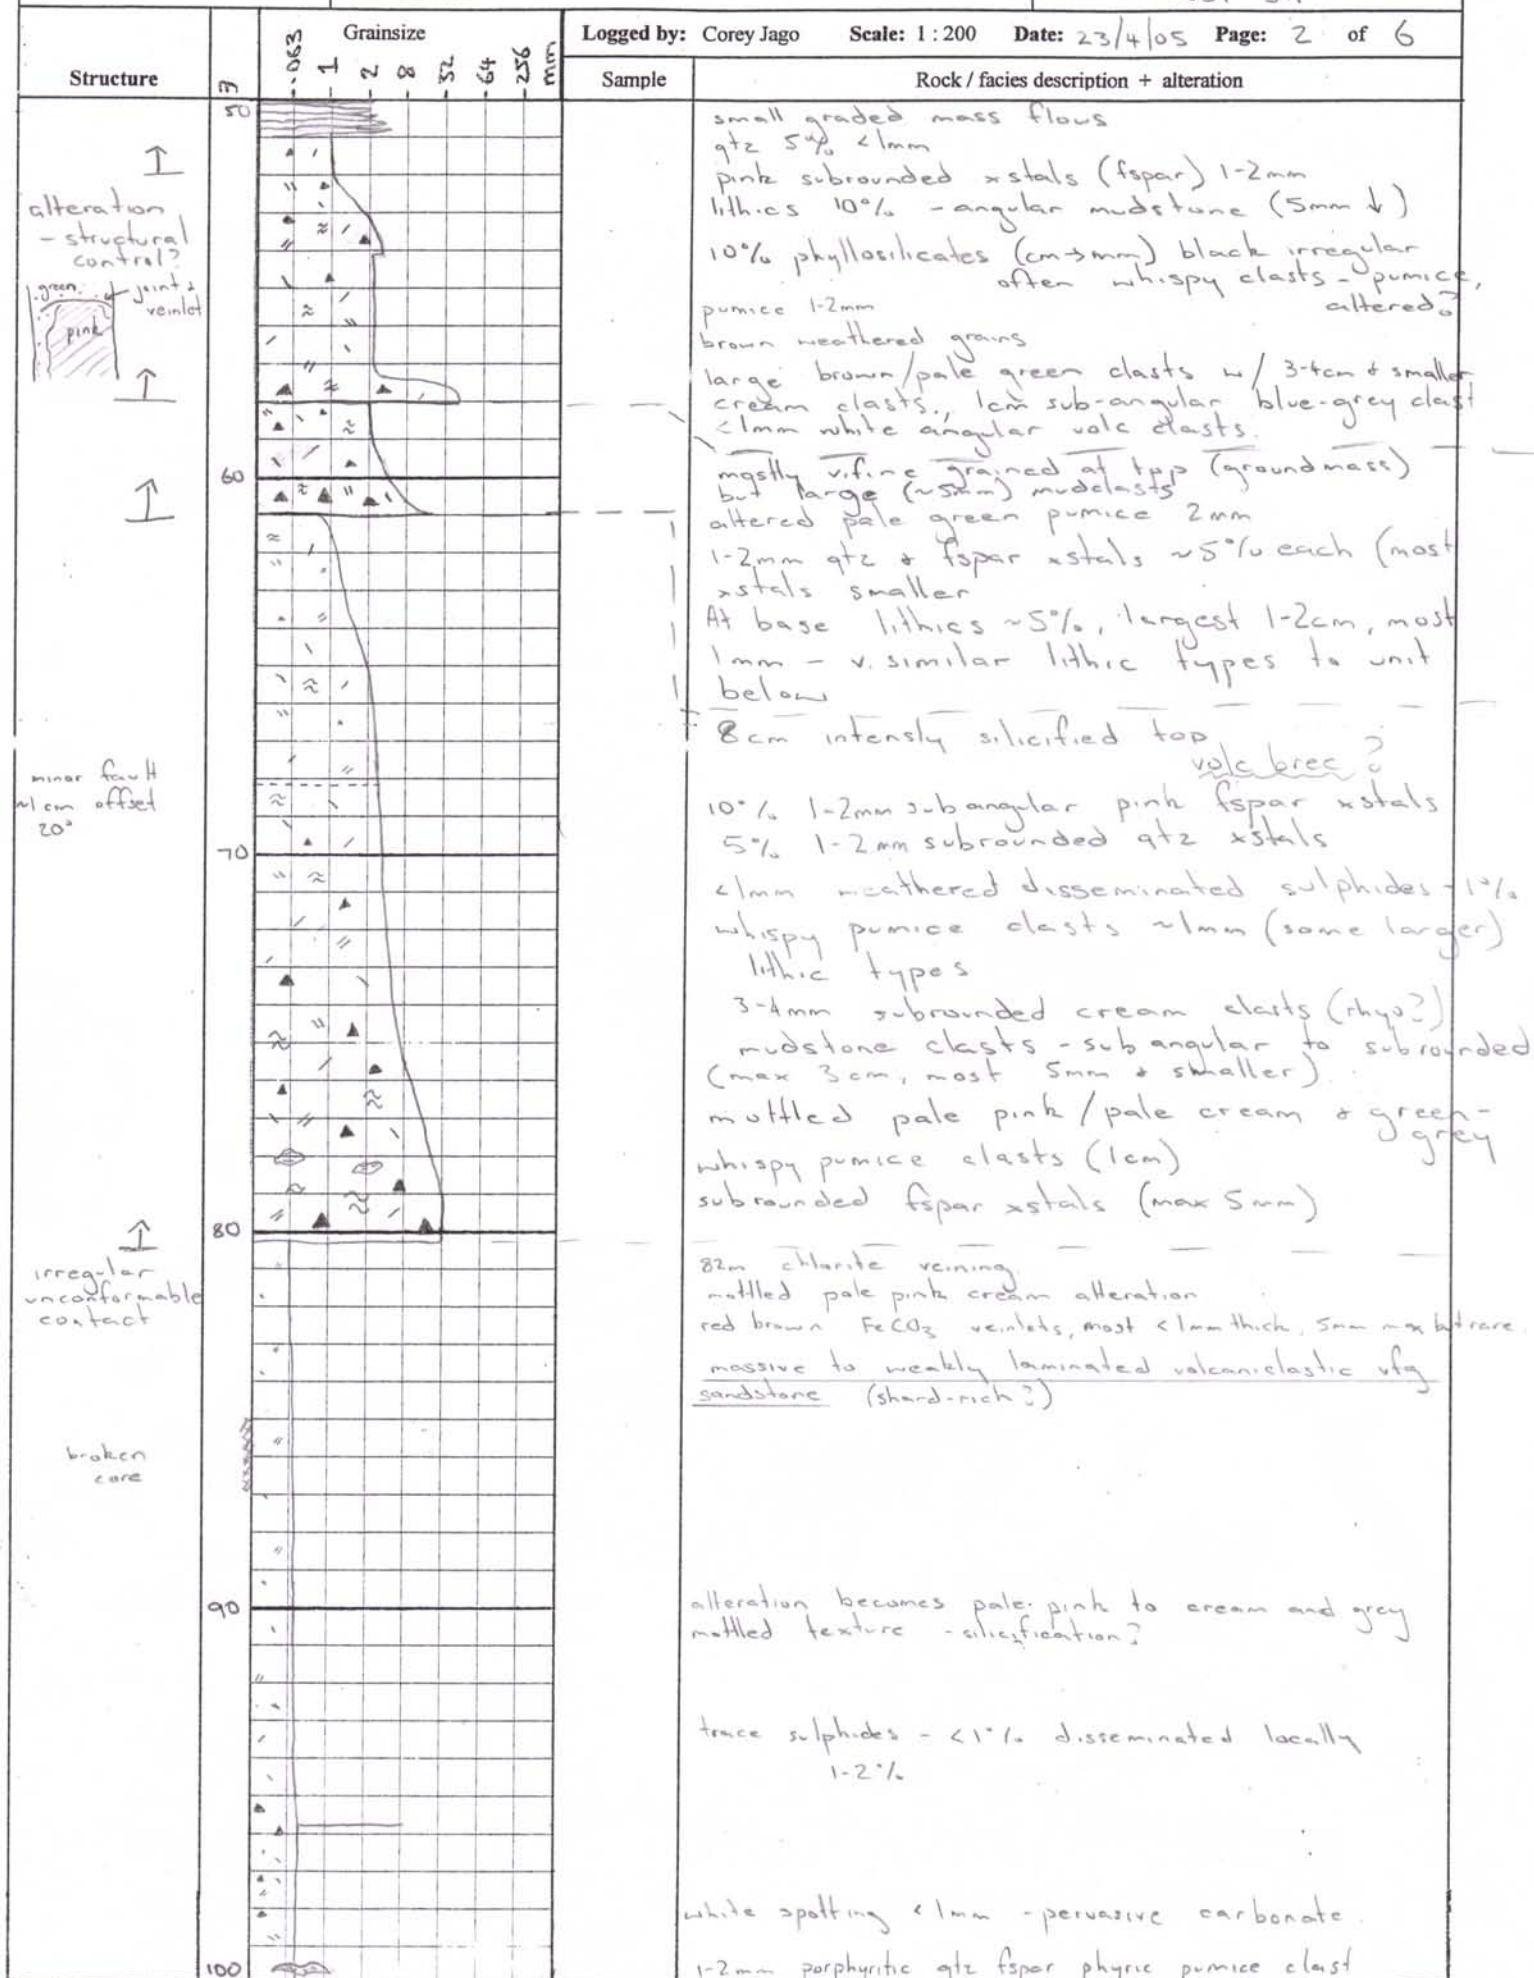 Structure
m
Grainsize
.063 1 2 8 32 64 256 mm
Logged by: Corey Jago Scale: 1 : 200 Date: 23/4/05 Page: 2 of 6
Sample
Rock / facies description + alteration
50
60
70
80
90
100
alteration
- structural
control?
green
joint &
veinlet
pink
minor fault
~1 cm offset
20°
irregular
unconformable
contact
broken
core
small graded mass flows
qtz 5% <1mm
pink subrounded xstals (fspar) 1-2mm
lithics 10% - angular mudstone (5mm ↓)
10% phyllosilicates (cm→mm) black irregular
often whispy clasts - pumice,
altered?
pumice 1-2mm
brown weathered grains
large brown/pale green clasts w/ 3-4cm & smaller
cream clasts, 1cm sub-angular blue-grey clast
<1mm white angular volc clasts.
mostly v.fine grained at top (groundmass)
but large (~5mm) mudclasts
altered pale green pumice 2mm
1-2mm qtz & fspar xstals ~5% each (most
xstals smaller
At base lithics ~5%, largest 1-2cm, most
1mm - v. similar lithic types to unit
below
8cm intensly silicified top
volc brec ?
10% 1-2mm subangular pink fspar xstals
5% 1-2mm subrounded qtz xstals
<1mm weathered disseminated sulphides - 1%
whispy pumice clasts ~1mm (some larger)
lithic types
3-4mm subrounded cream clasts (rhyo?)
mudstone clasts - sub angular to subrounded
(max 3cm, most 5mm & smaller)
mottled pale pink/pale cream & green-
grey
whispy pumice clasts (1cm)
subrounded fspar xstals (max 5mm)
82m chlorite veining
mottled pale pink cream alteration
red brown FeCO3 veinlets, most <1mm thick, 5mm max but rare
massive to weakly laminated volcaniclastic vfg
sandstone (shard-rich?)
alteration becomes pale pink to cream and grey
mottled texture - silicification?
trace sulphides - <1% disseminated locally
1-2%
white spotting <1mm - pervasive carbonate
1-2mm porphyritic qtz fspar phyric pumice clast